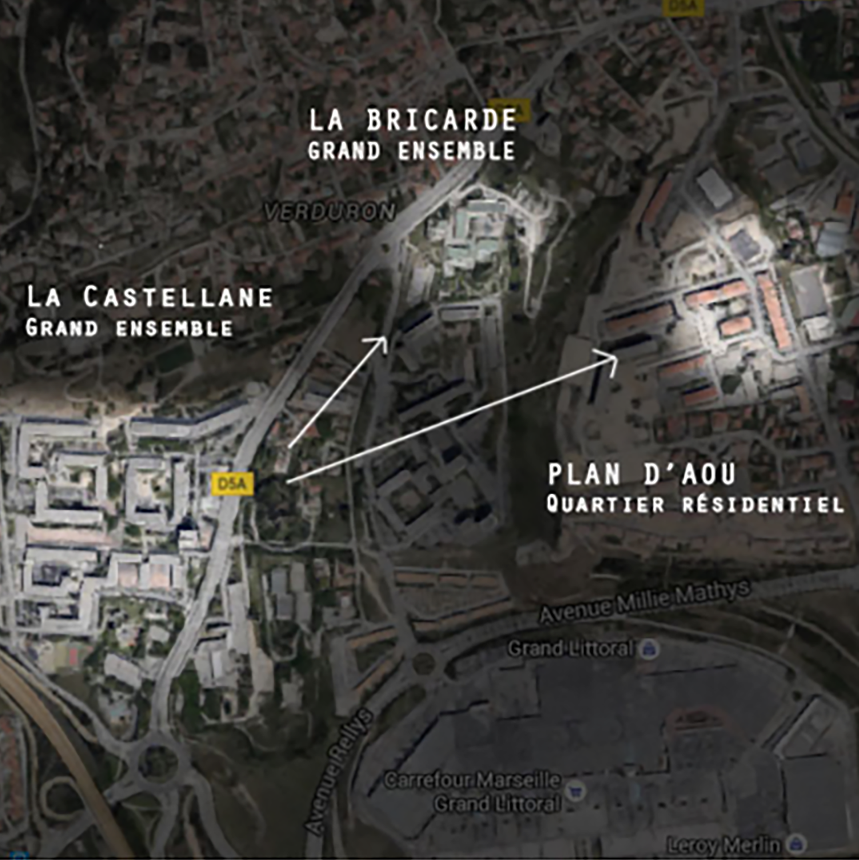 D5A
LA BRICARDE
GRAND ENSEMBLE
VERDURON
LA CASTELLANE
GRAND ENSEMBLE
D5A
PLAN D'AOU
QUARTIER RÉSIDENTIEL
Avenue Millie Mathys
Grand Littoral
Avenue Rellys
Carrefour Marseille
Grand Littoral
Leroy Merlin